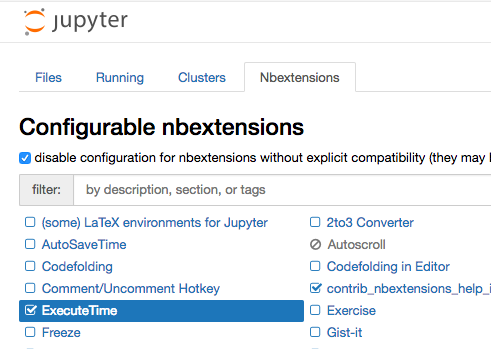 jupyter
Files Running Clusters Nbextensions
Configurable nbextensions
disable configuration for nbextensions without explicit compatibility (they may
filter: by description, section, or tags
(some) LaTeX environments for Jupyter 2to3 Converter
AutoSaveTime Autoscroll
Codefolding Codefolding in Editor
Comment/Uncomment Hotkey contrib_nbextensions_help_i
ExecuteTime Exercise
Freeze Gist-it